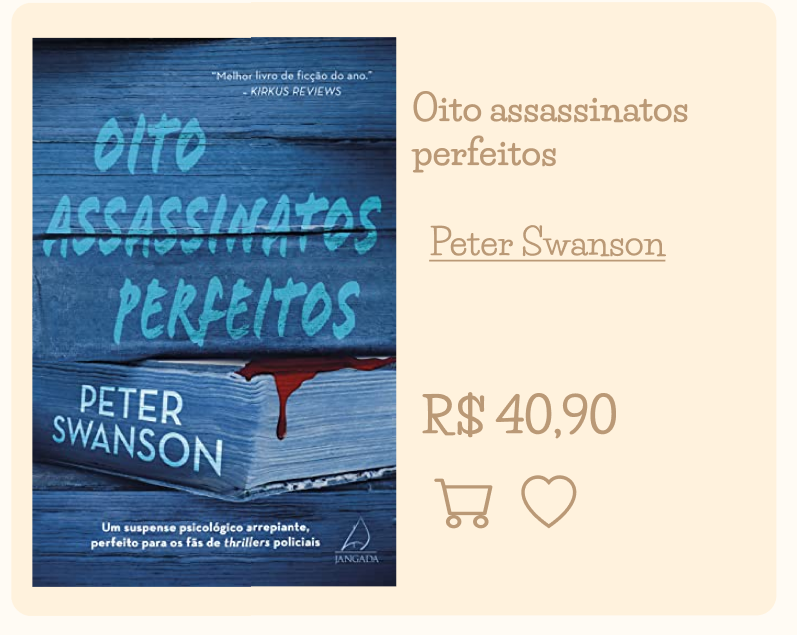 "Melhor livro de ficção do ano."
- KIRKUS REVIEWS
OITO
ASSASSINATOS
PERFEITOS
PETER
SWANSON
Um suspense psicológico arrepiante,
perfeito para os fãs de thrillers policiais
JANGADA
Oito assassinatos
perfeitos
Peter Swanson
R$ 40,90